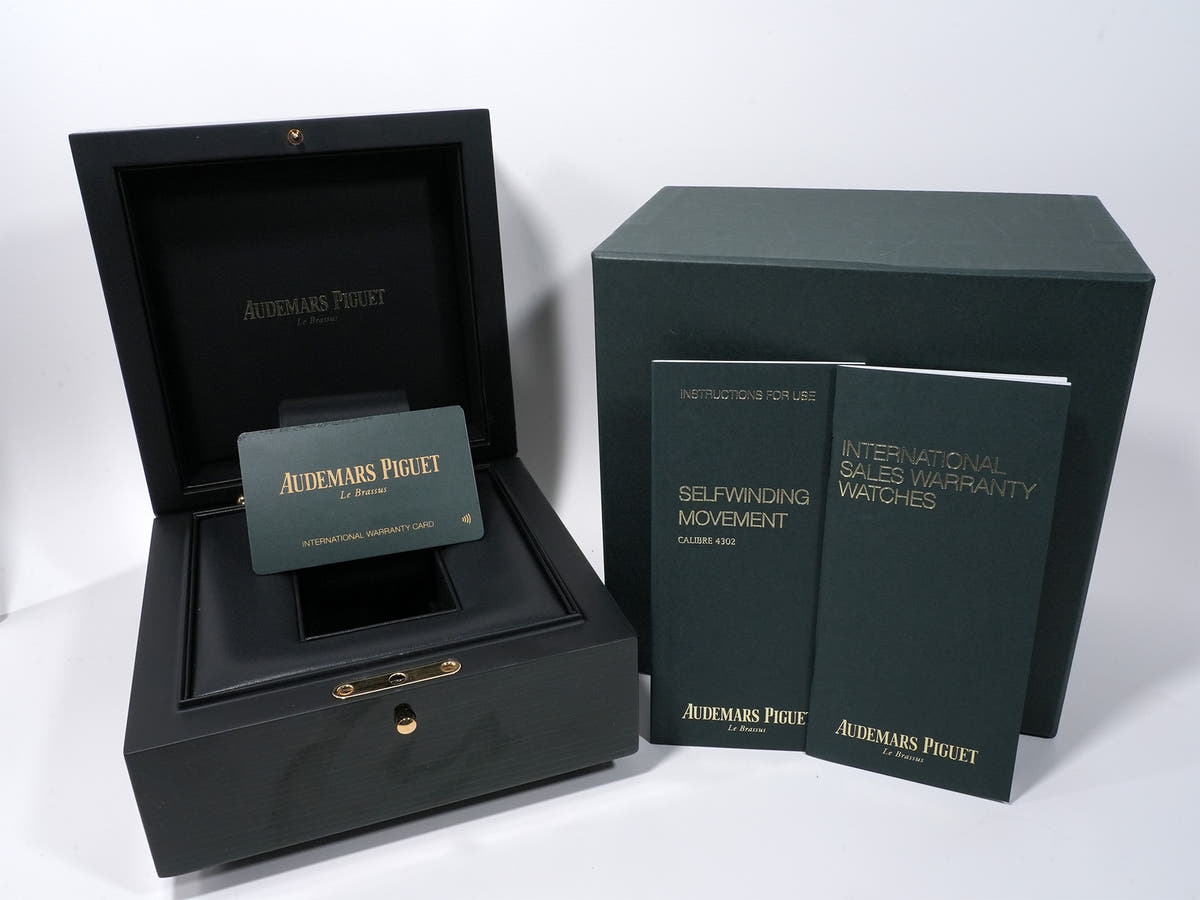 AUDEMARS PIGUET
Le Brassus
AUDEMARS PIGUET
Le Brassus
INTERNATIONAL WARRANTY CARD
INSTRUCTIONS FOR USE
SELFWINDING
MOVEMENT
CALIBRE 4302
AUDEMARS PIGUET
Le Brassus
INTERNATIONAL
SALES WARRANTY
WATCHES
AUDEMARS PIGUET
Le Brassus